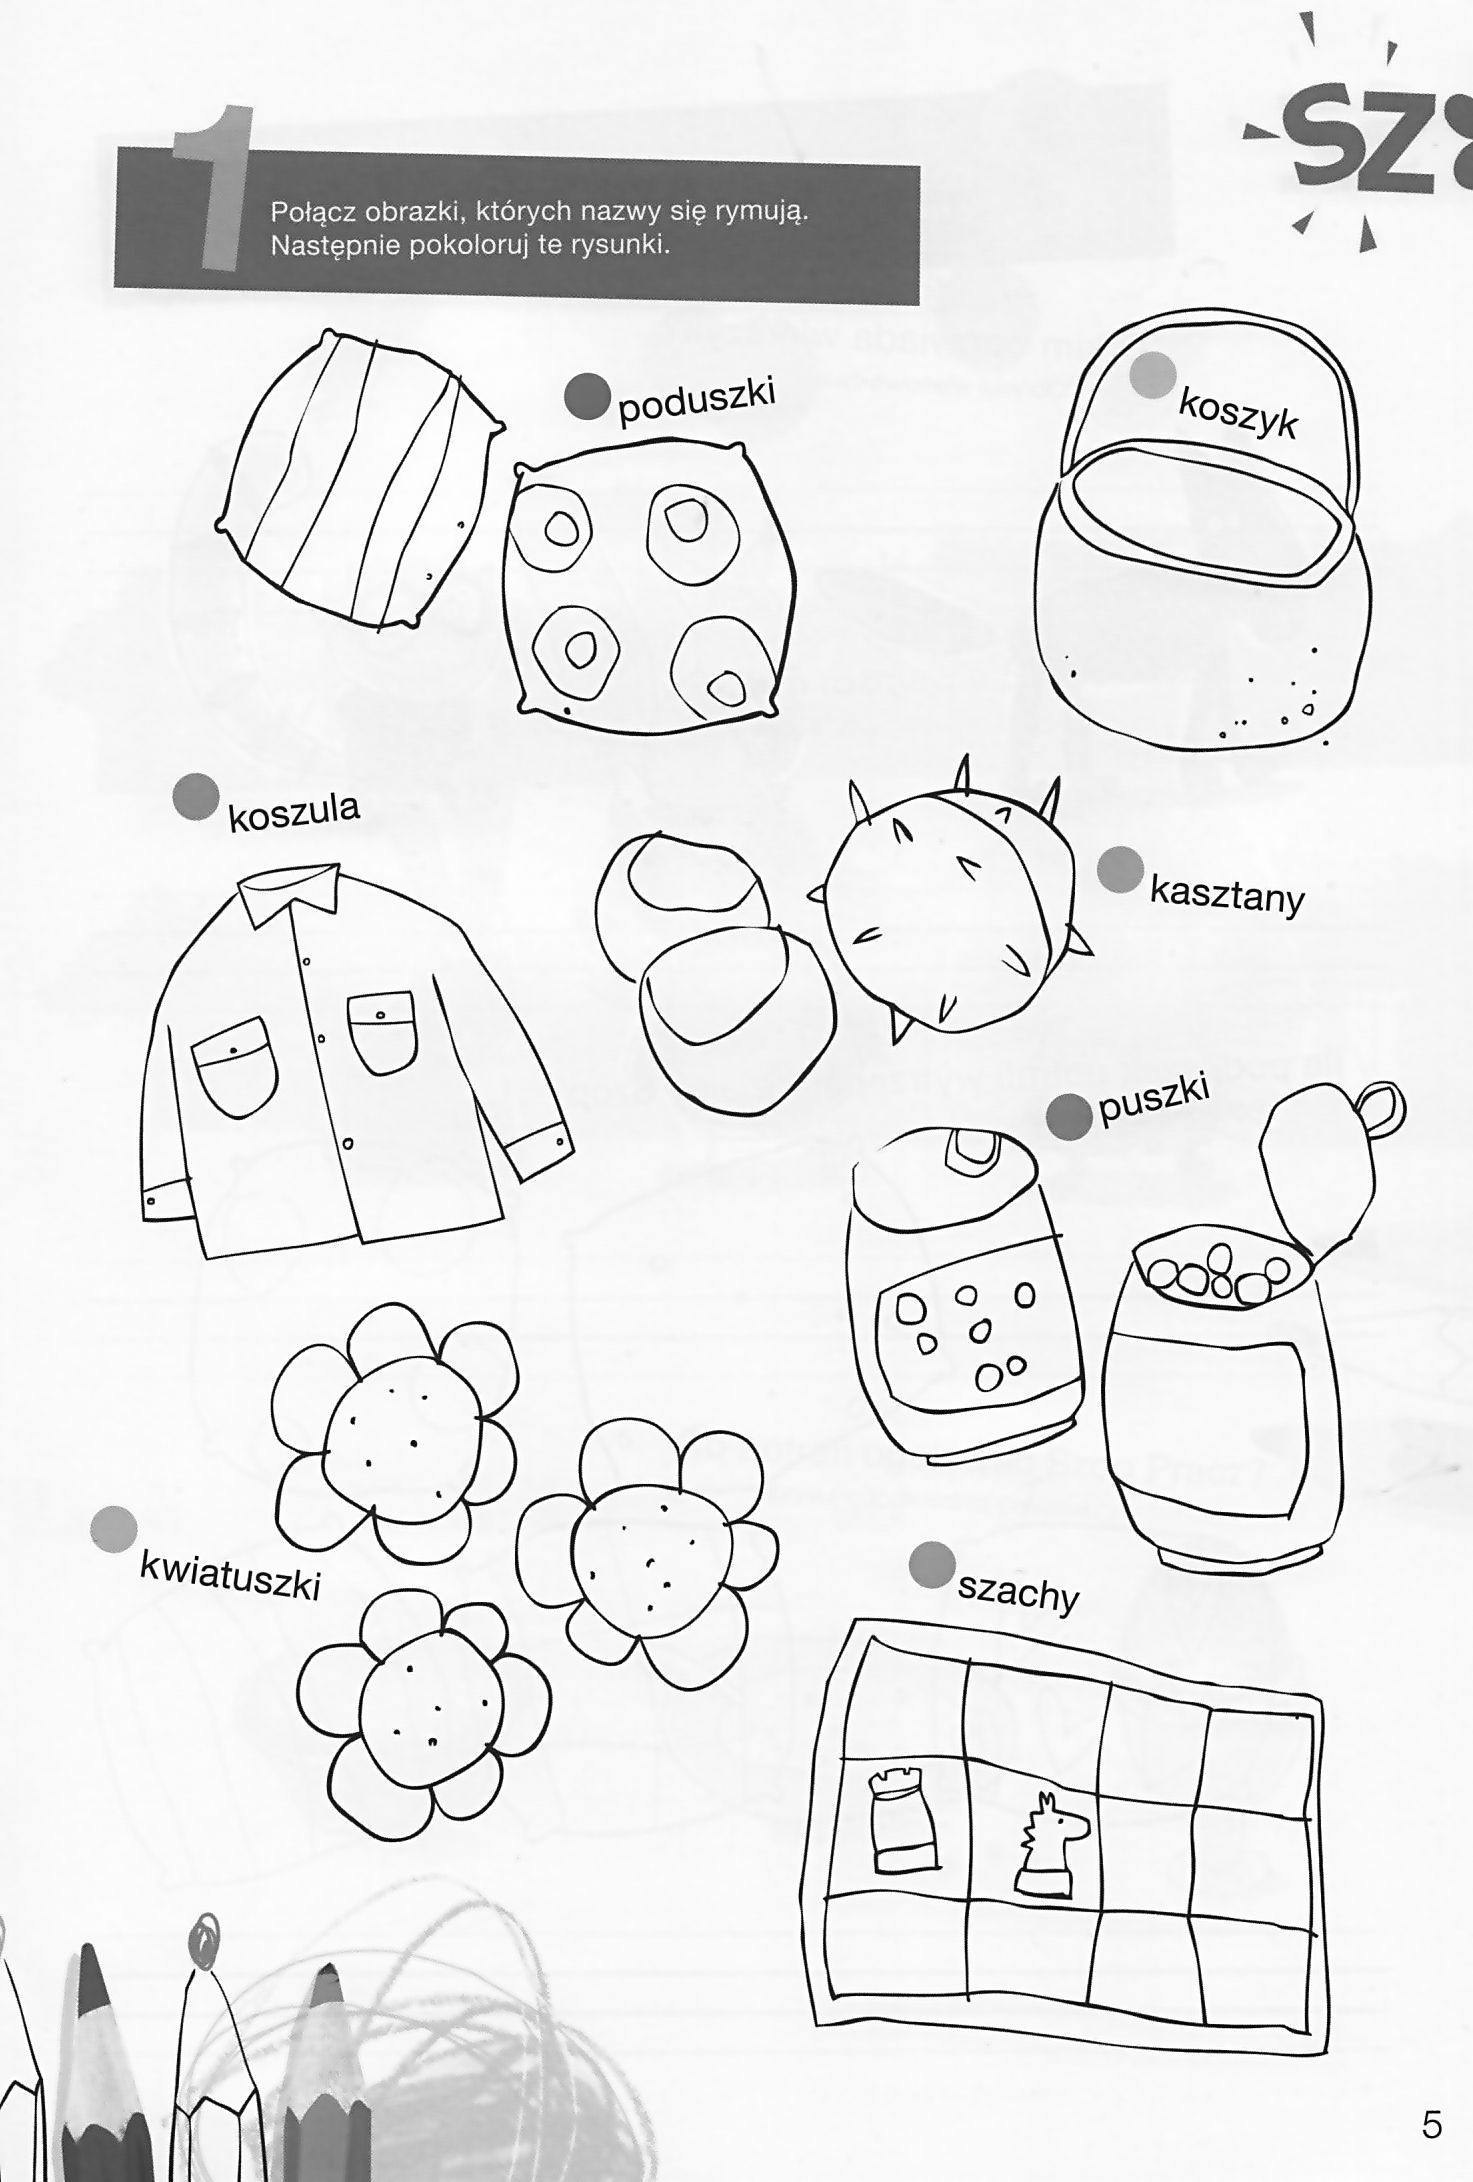 SZ
1
Połącz obrazki, których nazwy się rymują.
Następnie pokoloruj te rysunki.
poduszki
koszyk
koszula
kasztany
puszki
kwiatuszki
szachy
5